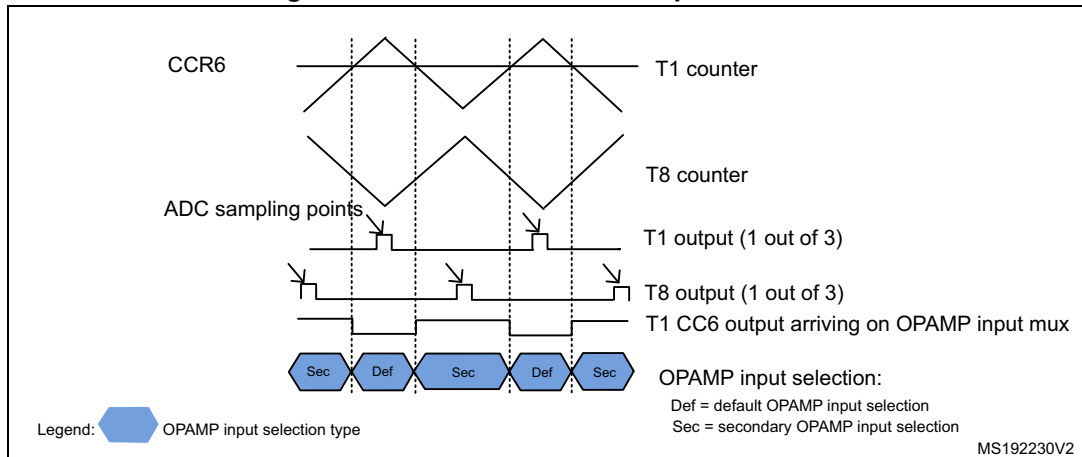 CCR6
T1 counter
T8 counter
ADC sampling points
T1 output (1 out of 3)
T8 output (1 out of 3)
T1 CC6 output arriving on OPAMP input mux
Sec Def Sec Def Sec
OPAMP input selection:
Def = default OPAMP input selection
Sec = secondary OPAMP input selection
Legend: OPAMP input selection type
MS192230V2